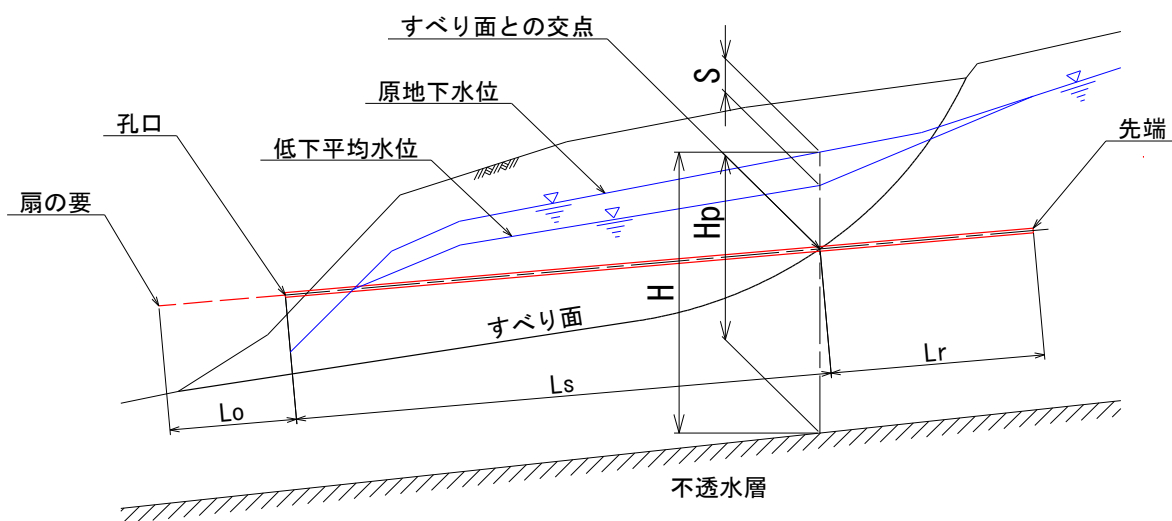 すべり面との交点
S
原地下水位
孔口
低下平均水位
先端
扇の要
Hp
H
すべり面
Lr
Ls
Lo
不透水層